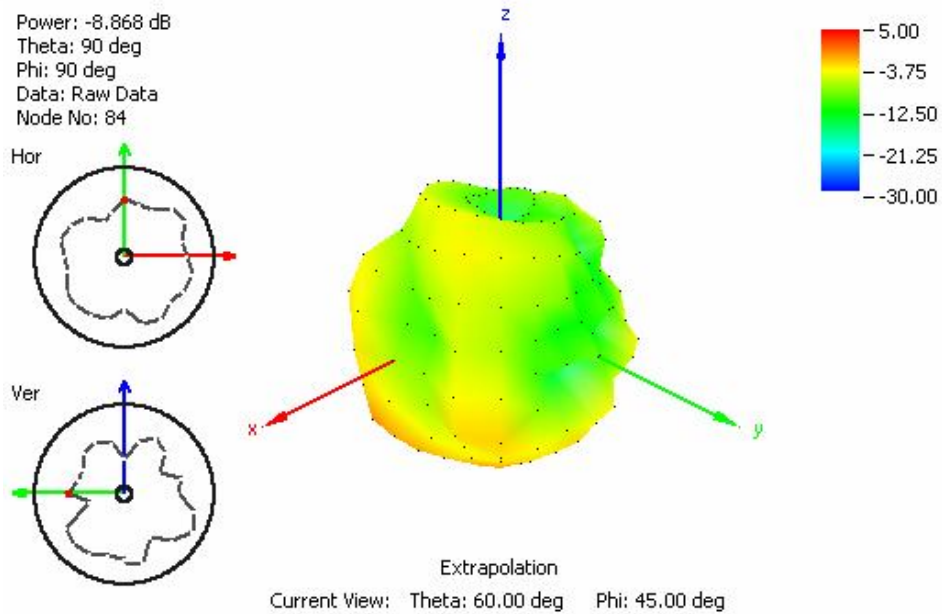 Power: -8.868 dB
Theta: 90 deg
Phi: 90 deg
Data: Raw Data
Node No: 84
Hor
Ver
z
x
y
5.00
-3.75
-12.50
-21.25
-30.00
Extrapolation
Current View: Theta: 60.00 deg Phi: 45.00 deg